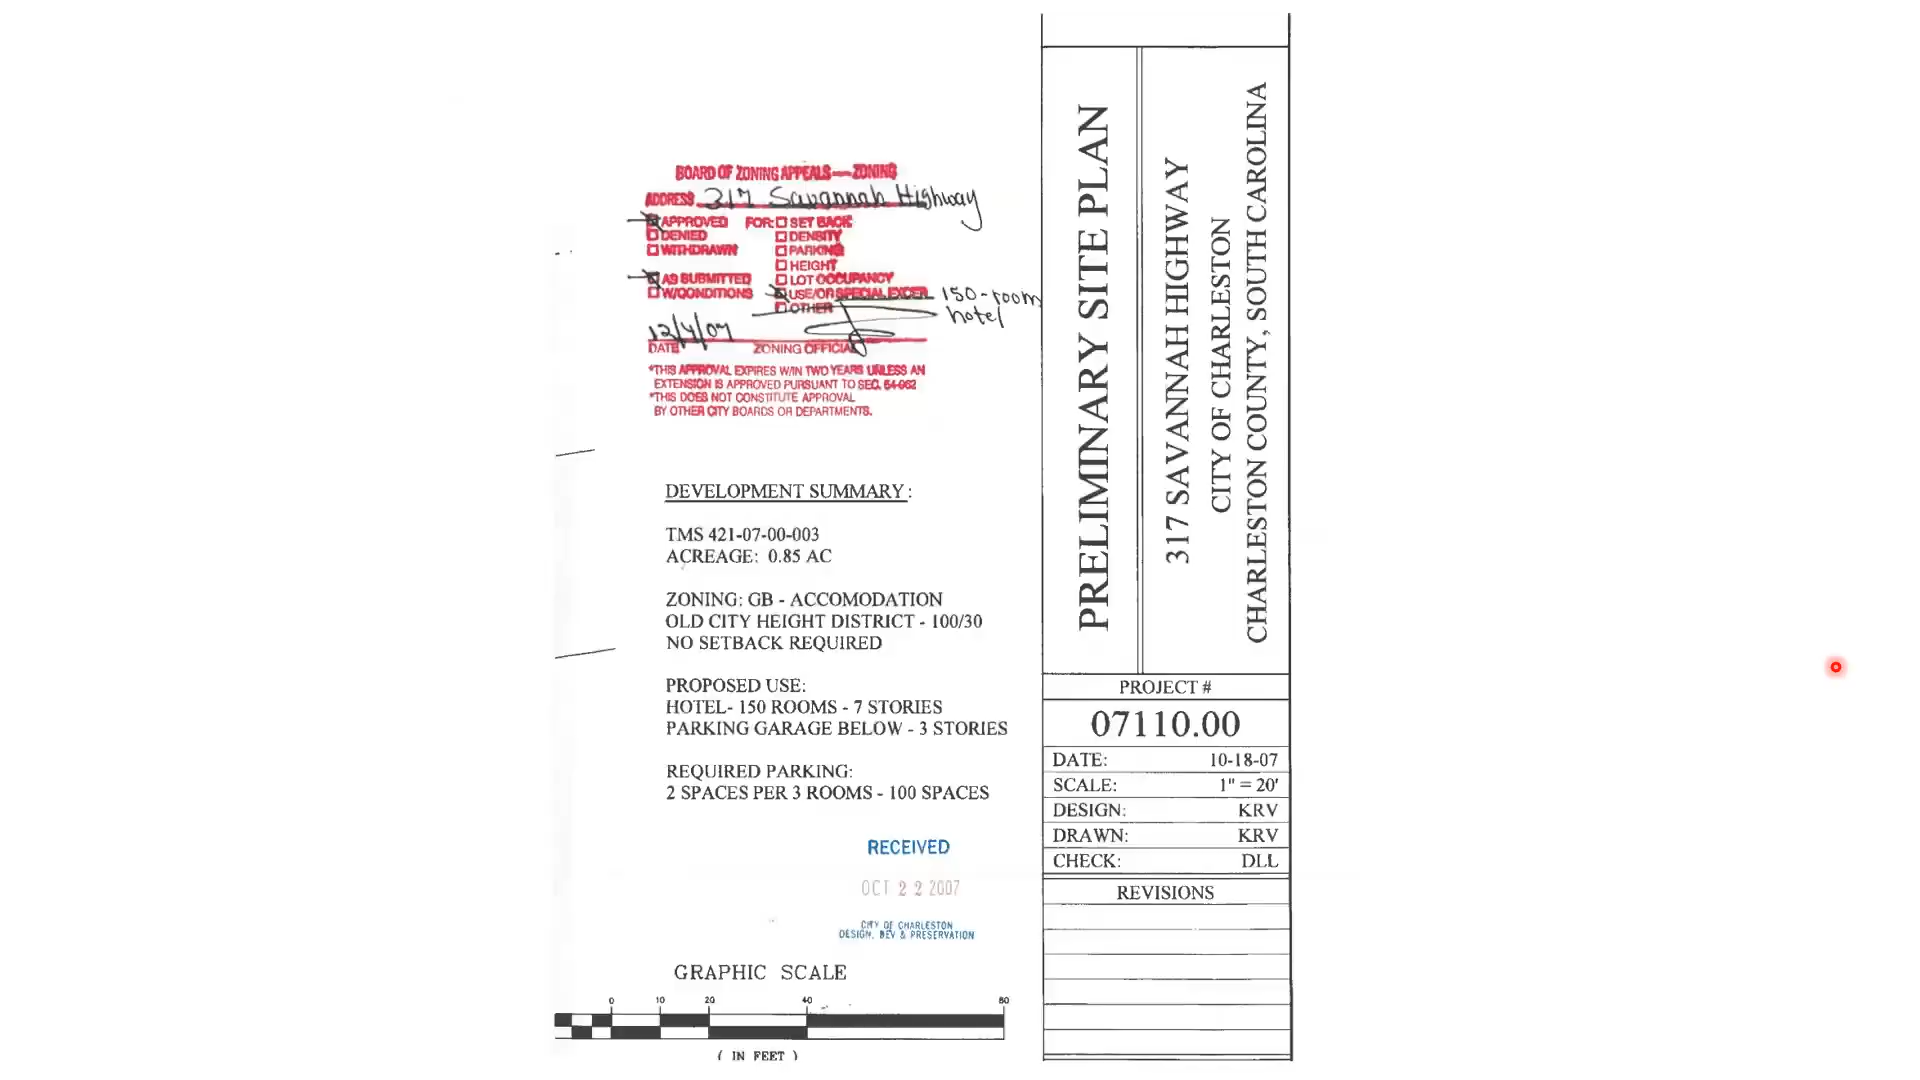 BOARD OF ZONING APPEALS — ZONING
ADDRESS 317 Savannah Highway
APPROVED FOR: SET BACK
DENIED DENSITY
WITHDRAWN PARKING
HEIGHT
AS SUBMITTED LOT OCCUPANCY
W/CONDITIONS USE/OR SPECIAL EXCEP. 150-room
OTHER hotel
12/4/07
DATE ZONING OFFICIAL
*THIS APPROVAL EXPIRES W/IN TWO YEARS UNLESS AN
EXTENSION IS APPROVED PURSUANT TO SEC. 54-962
*THIS DOES NOT CONSTITUTE APPROVAL
BY OTHER CITY BOARDS OR DEPARTMENTS.
DEVELOPMENT SUMMARY:
TMS 421-07-00-003
ACREAGE: 0.85 AC
ZONING: GB - ACCOMODATION
OLD CITY HEIGHT DISTRICT - 100/30
NO SETBACK REQUIRED
PROPOSED USE:
HOTEL- 150 ROOMS - 7 STORIES
PARKING GARAGE BELOW - 3 STORIES
REQUIRED PARKING:
2 SPACES PER 3 ROOMS - 100 SPACES
RECEIVED
OCT 22 2007
CITY OF CHARLESTON
DESIGN, DEV & PRESERVATION
GRAPHIC SCALE
0 10 20 40 80
( IN FEET )
PRELIMINARY SITE PLAN
317 SAVANNAH HIGHWAY
CITY OF CHARLESTON
CHARLESTON COUNTY, SOUTH CAROLINA
PROJECT #
07110.00
DATE: 10-18-07
SCALE: 1" = 20'
DESIGN: KRV
DRAWN: KRV
CHECK: DLL
REVISIONS